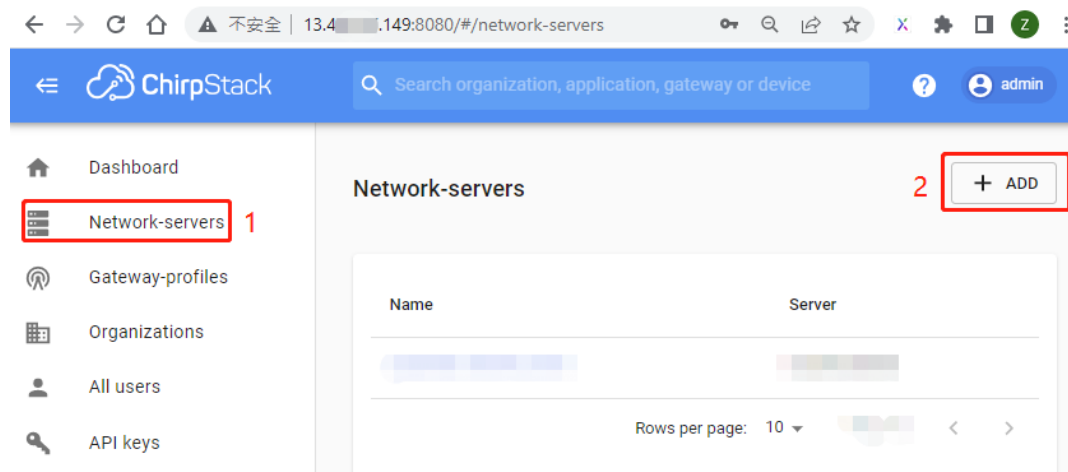 不安全 13.4 .149:8080/#/network-servers Z
ChirpStack Search organization, application, gateway or device ? admin
Dashboard
Network-servers 2 + ADD
Network-servers 1
Gateway-profiles
Name Server
Organizations
All users
Rows per page: 10
API keys